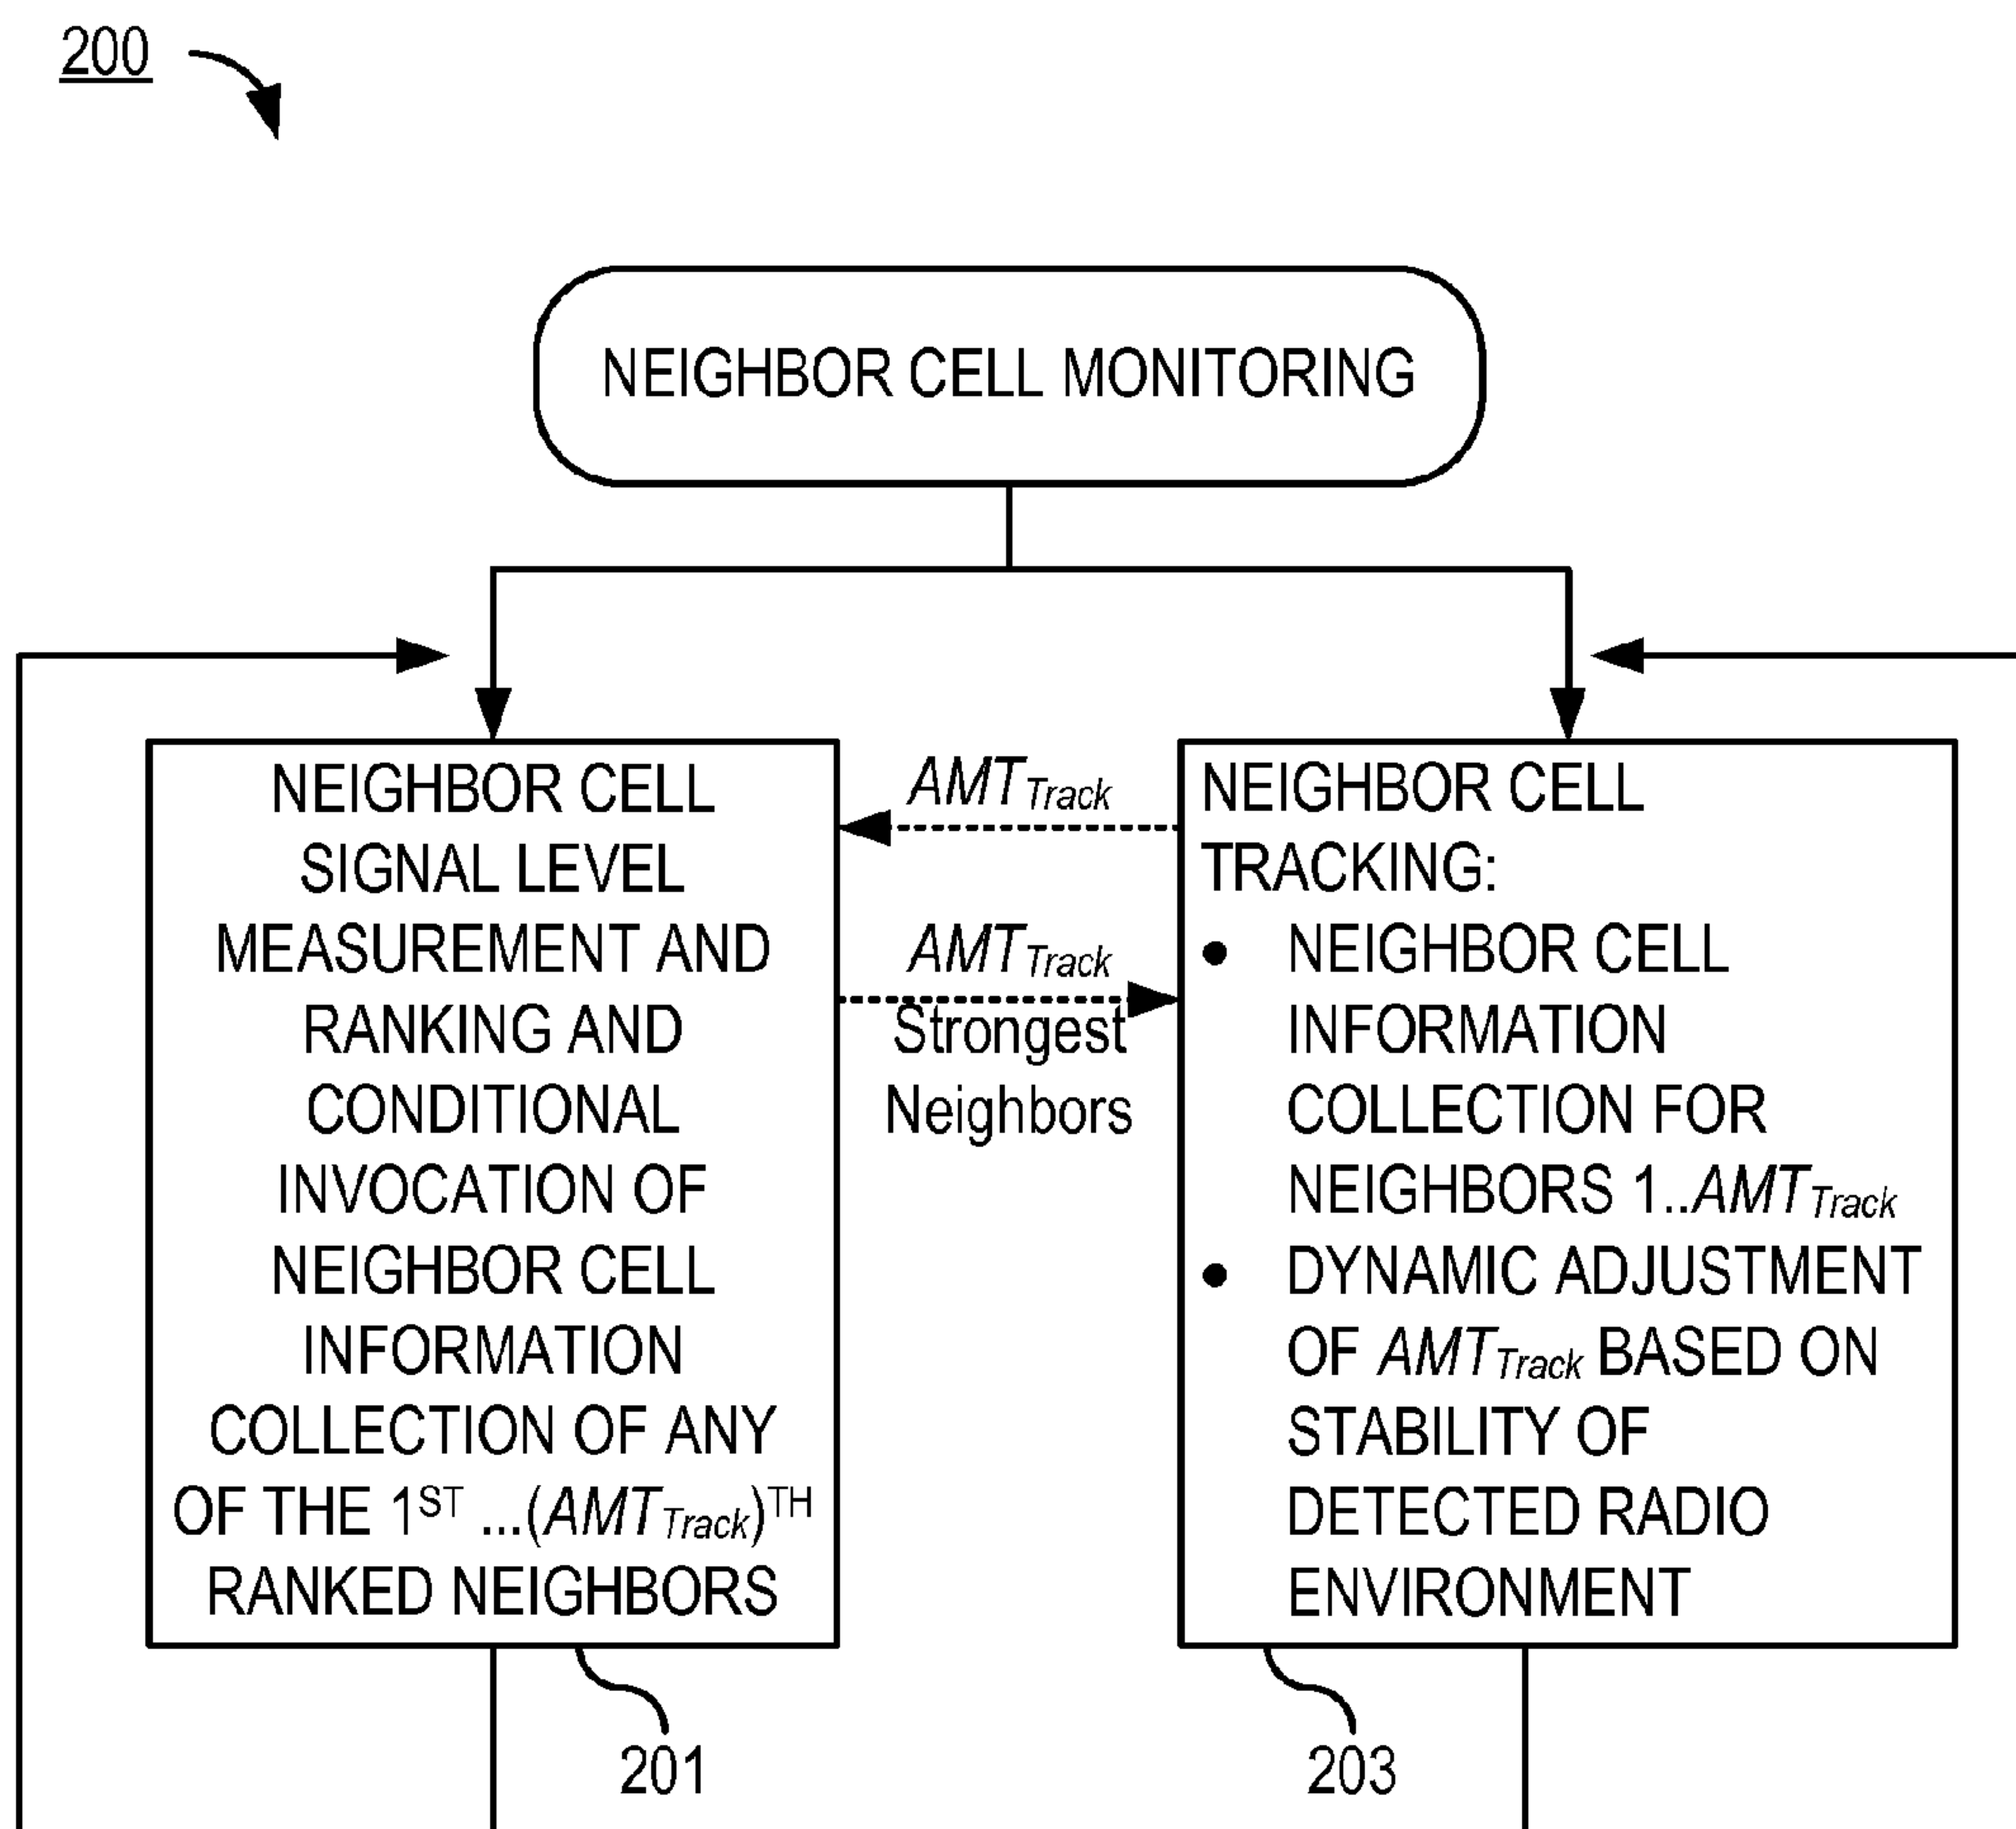 200
NEIGHBOR CELL MONITORING
NEIGHBOR CELL
SIGNAL LEVEL
MEASUREMENT AND
RANKING AND
CONDITIONAL
INVOCATION OF
NEIGHBOR CELL
INFORMATION
COLLECTION OF ANY
OF THE 1ST ...(AMTTrack)TH
RANKED NEIGHBORS
AMTTrack
AMTTrack
Strongest
Neighbors
NEIGHBOR CELL
TRACKING:
• NEIGHBOR CELL
INFORMATION
COLLECTION FOR
NEIGHBORS 1..AMTTrack
• DYNAMIC ADJUSTMENT
OF AMTTrack BASED ON
STABILITY OF
DETECTED RADIO
ENVIRONMENT
201
203